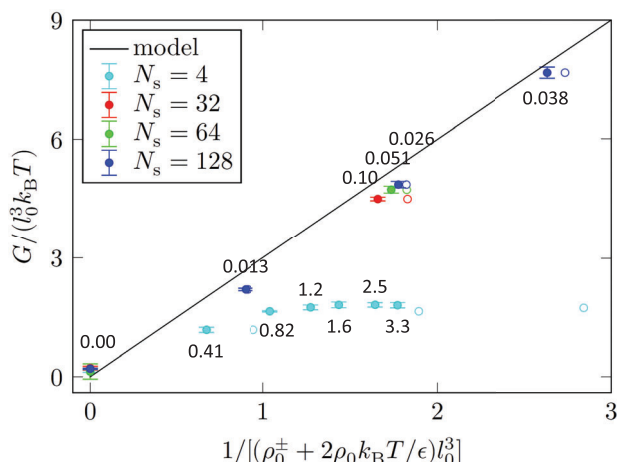 G/(l_0^3 k_B T)
9
6
3
0
model
N_s = 4
N_s = 32
N_s = 64
N_s = 128
0.038
0.026
0.051
0.10
0.013
1.2
2.5
0.00
0.82
1.6
3.3
0.41
0
1
2
3
1/[(ρ_0^± + 2ρ_0 k_B T/ϵ)l_0^3]